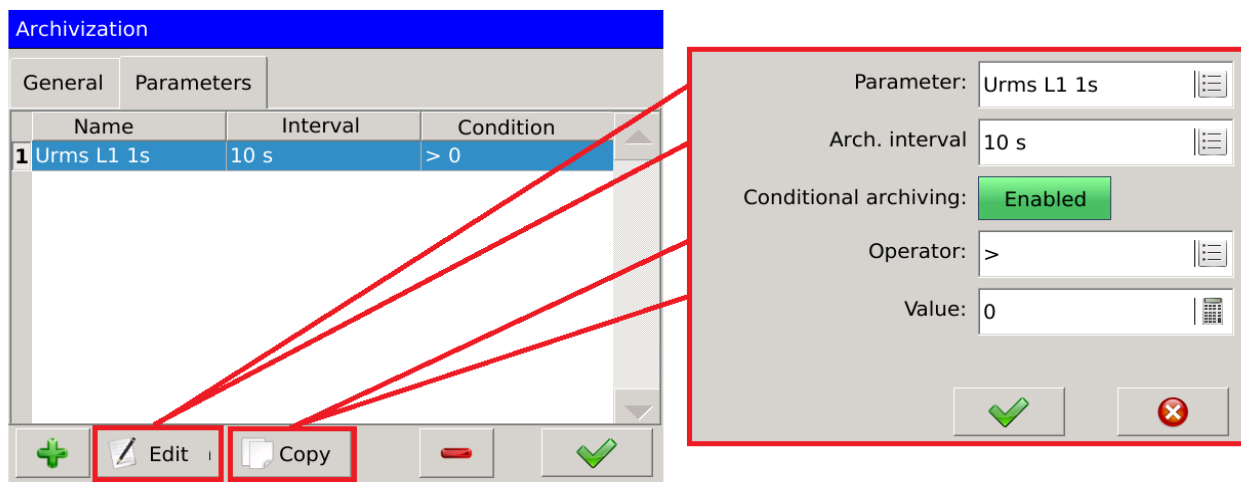 Archivization
General Parameters
Name Interval Condition
1 Urms L1 1s 10 s > 0
Edit Copy
Parameter: Urms L1 1s
Arch. interval 10 s
Conditional archiving: Enabled
Operator: >
Value: 0